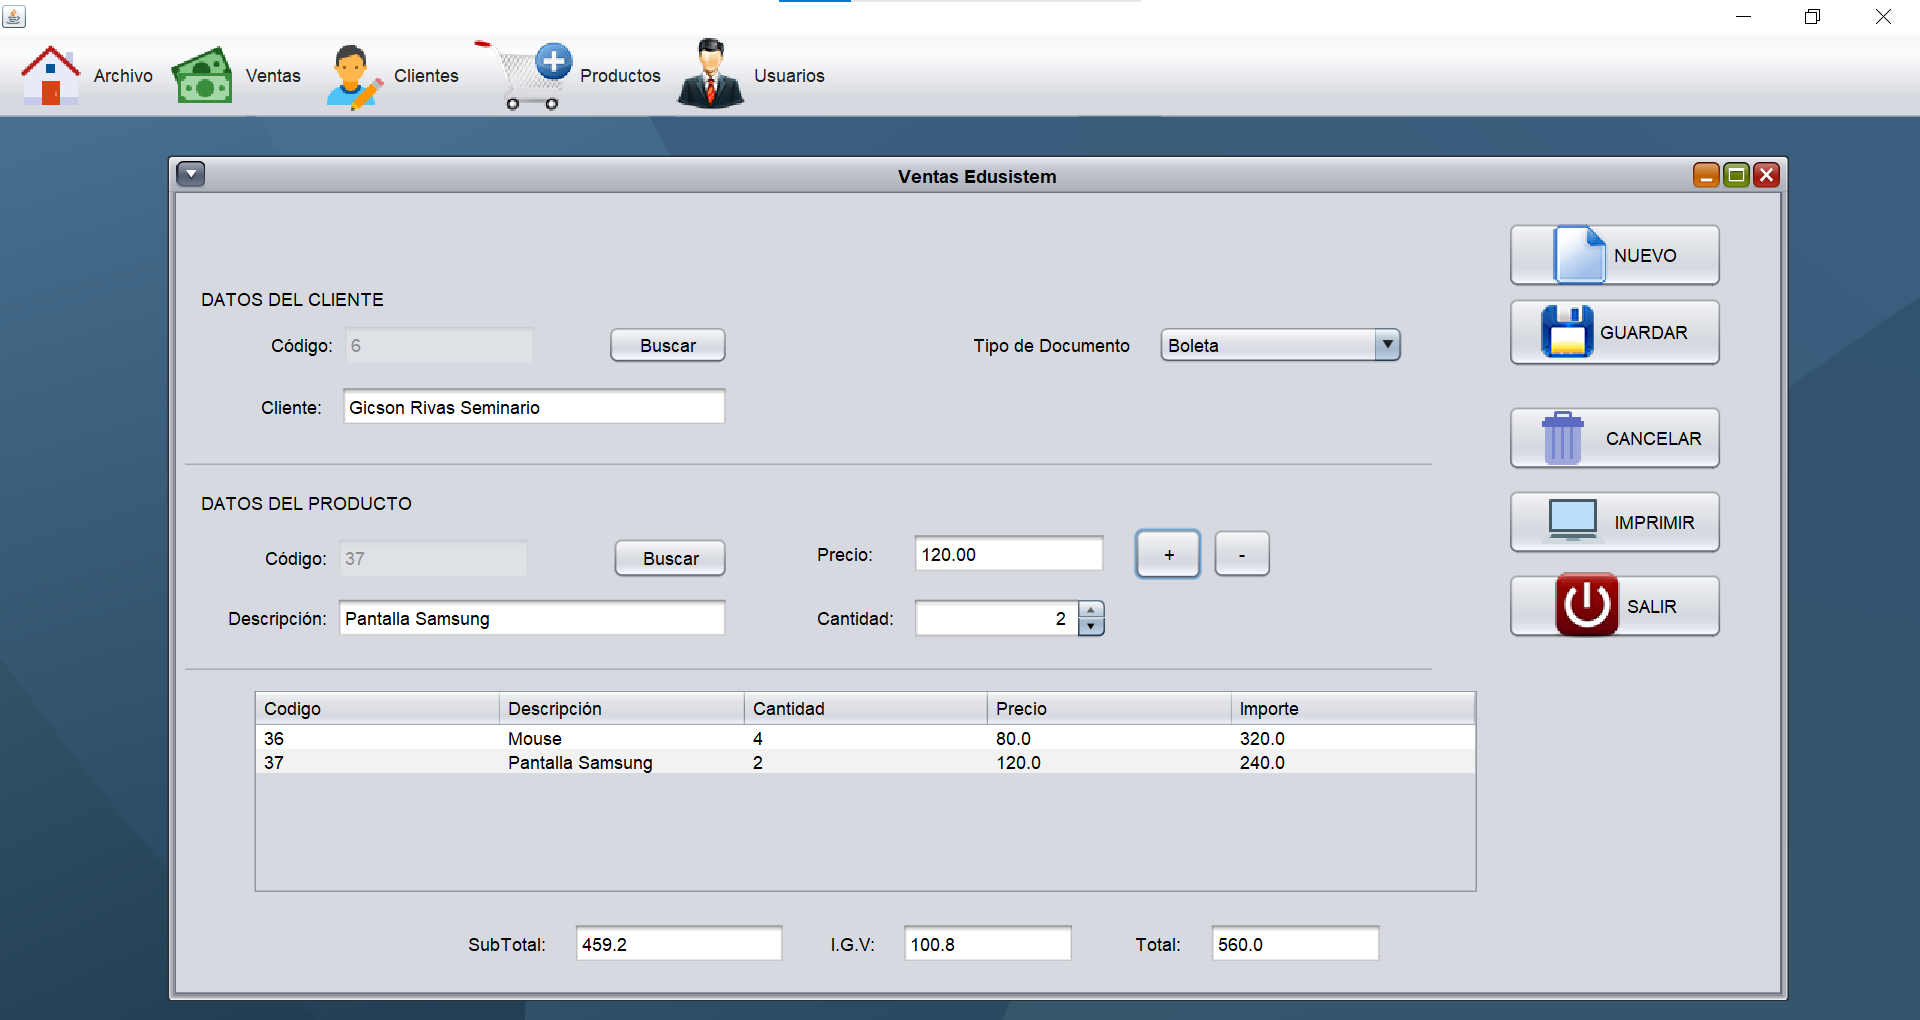 Archivo Ventas Clientes Productos Usuarios
Ventas Edusistem
NUEVO
DATOS DEL CLIENTE
GUARDAR
Código: 6 Buscar Tipo de Documento Boleta
Cliente: Gicson Rivas Seminario
CANCELAR
DATOS DEL PRODUCTO
IMPRIMIR
Código: 37 Buscar Precio: 120.00 + -
SALIR
Descripción: Pantalla Samsung Cantidad: 2
Codigo Descripción Cantidad Precio Importe
36 Mouse 4 80.0 320.0
37 Pantalla Samsung 2 120.0 240.0
SubTotal: 459.2 I.G.V: 100.8 Total: 560.0